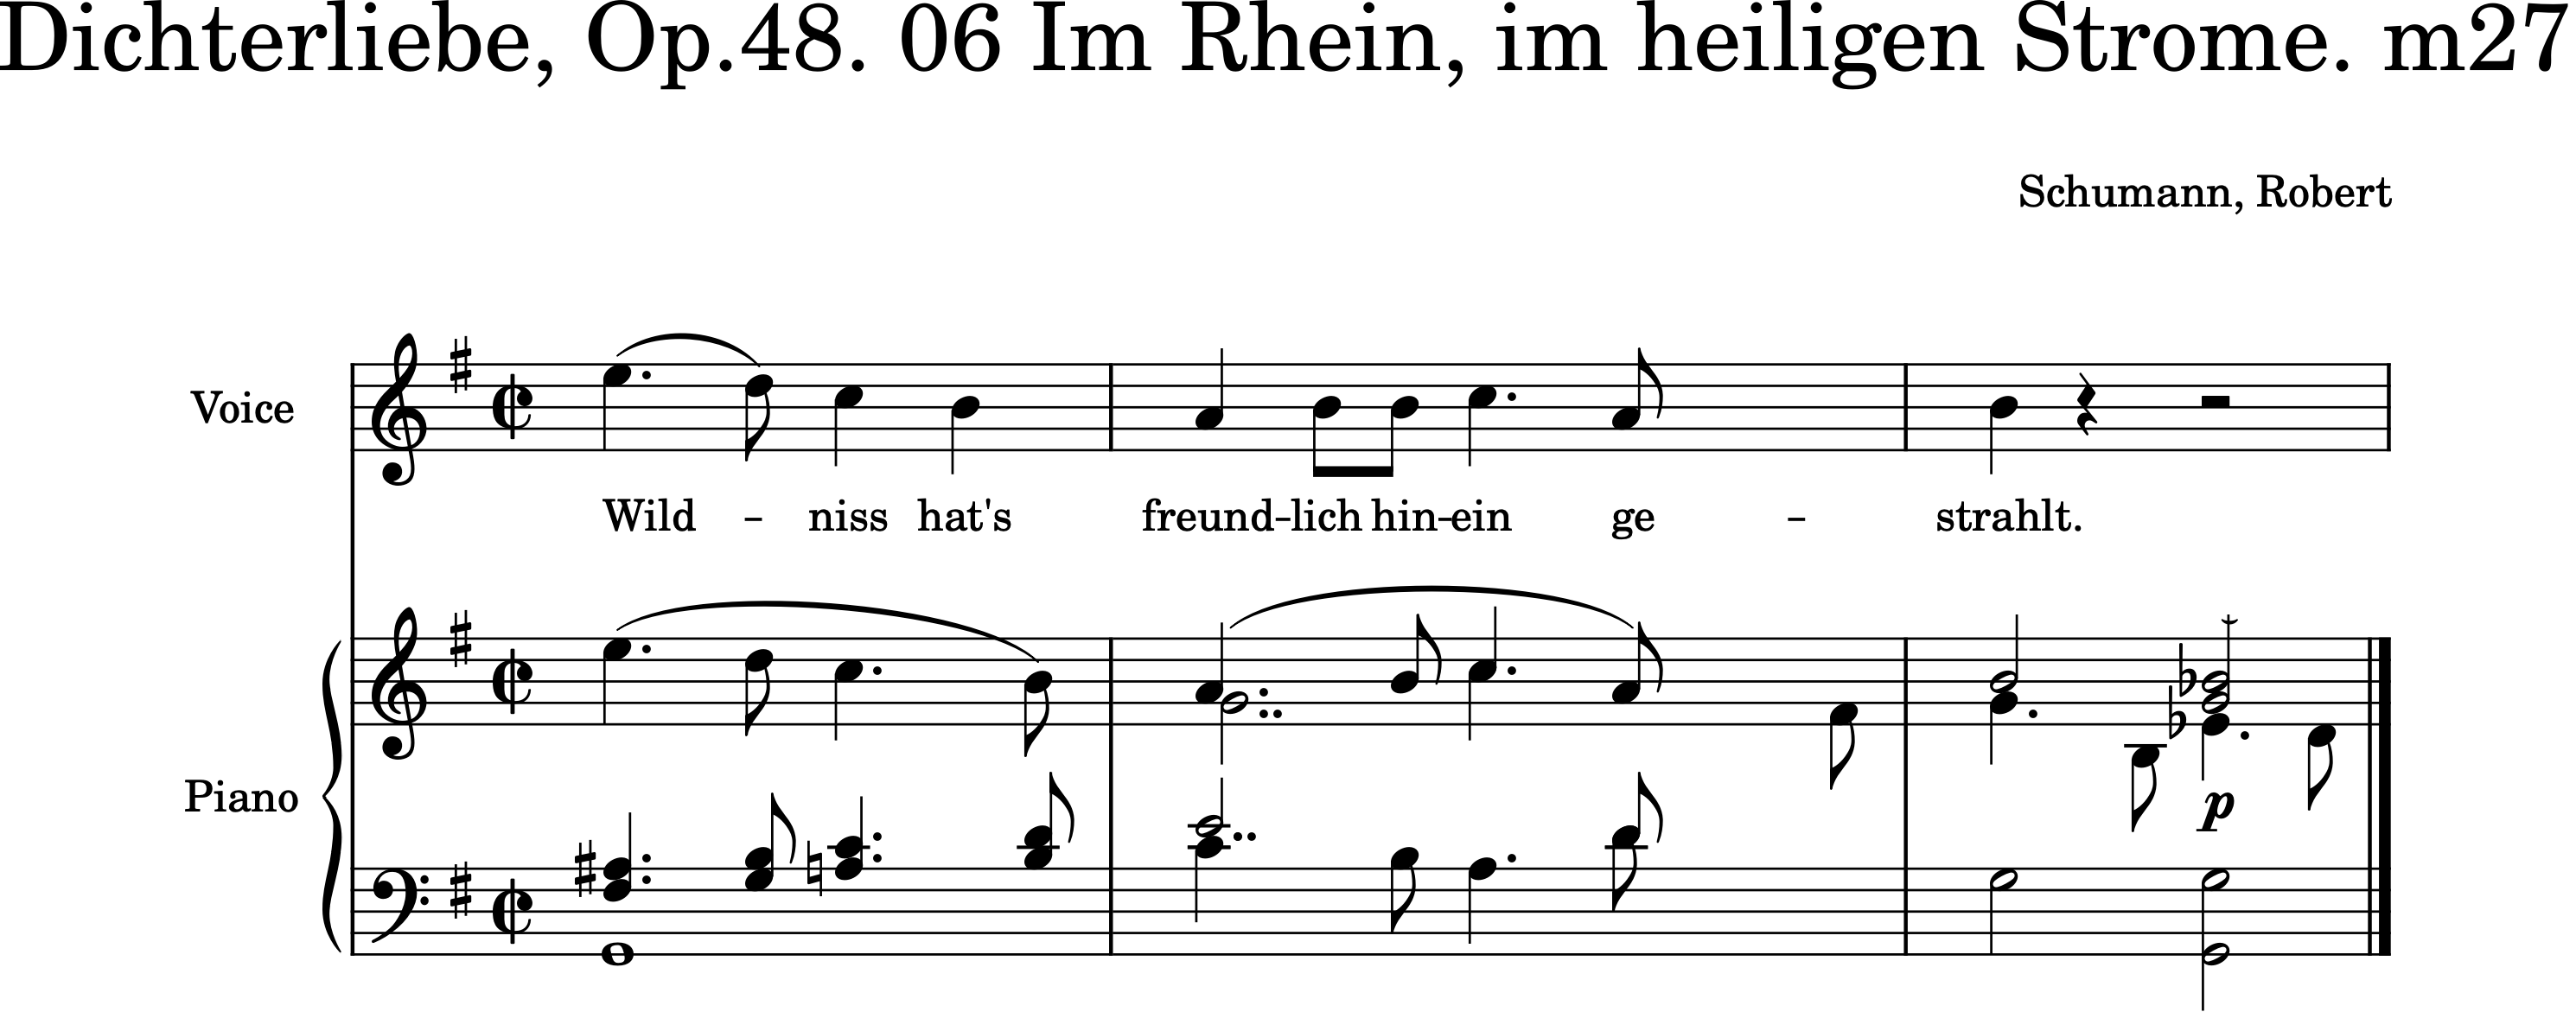 Dichterliebe, Op.48. 06 Im Rhein, im heiligen Strome. m27
Schumann, Robert
Voice
Wild - niss hat's freund-lich hin-ein ge - strahlt.
Piano
p